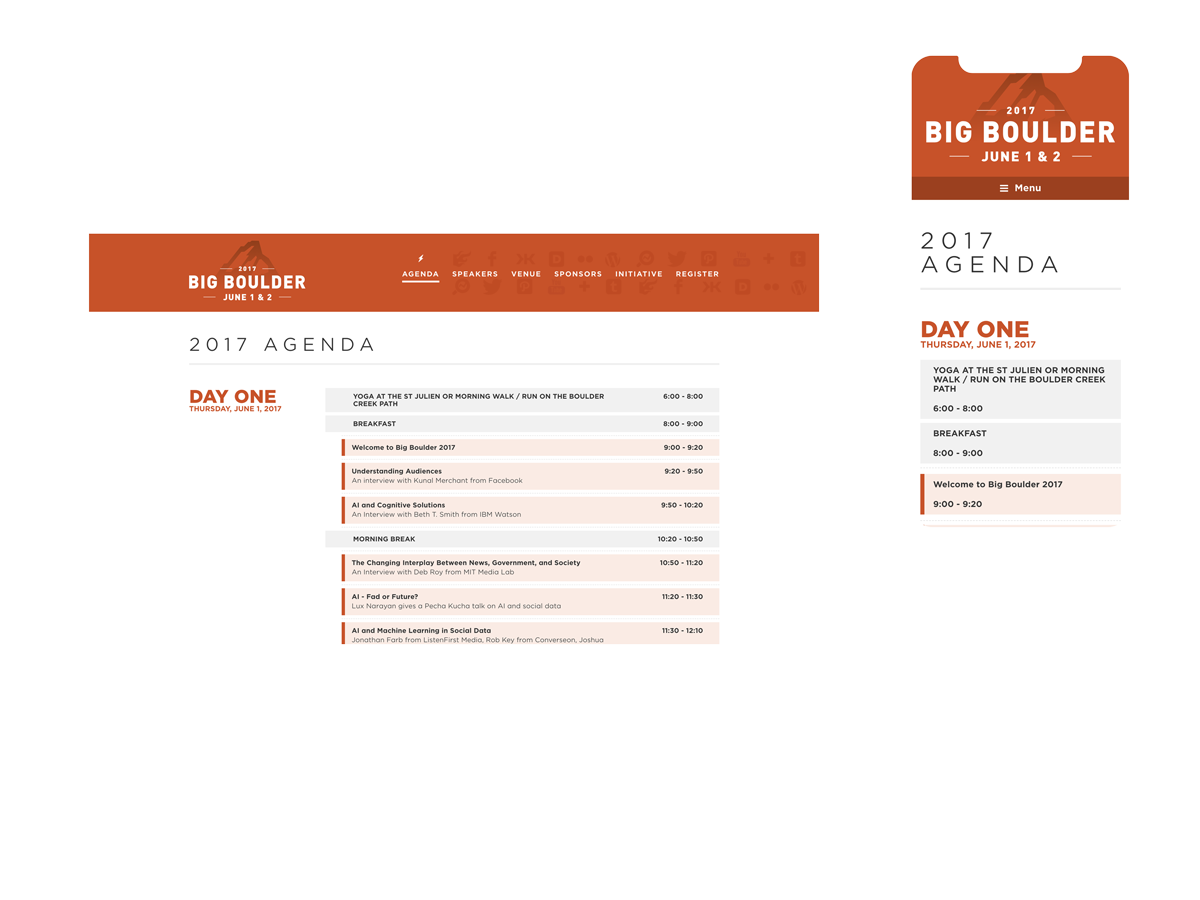 2017
BIG BOULDER
JUNE 1 & 2
AGENDA SPEAKERS VENUE SPONSORS INITIATIVE REGISTER
2017 AGENDA
DAY ONE
THURSDAY, JUNE 1, 2017
YOGA AT THE ST JULIEN OR MORNING WALK / RUN ON THE BOULDER 6:00 - 8:00
CREEK PATH
BREAKFAST 8:00 - 9:00
Welcome to Big Boulder 2017 9:00 - 9:20
Understanding Audiences 9:20 - 9:50
An interview with Kunal Merchant from Facebook
AI and Cognitive Solutions 9:50 - 10:20
An Interview with Beth T. Smith from IBM Watson
MORNING BREAK 10:20 - 10:50
The Changing Interplay Between News, Government, and Society 10:50 - 11:20
An Interview with Deb Roy from MIT Media Lab
AI - Fad or Future? 11:20 - 11:30
Lux Narayan gives a Pecha Kucha talk on AI and social data
AI and Machine Learning in Social Data 11:30 - 12:10
Jonathan Farb from ListenFirst Media, Rob Key from Converseon, Joshua
2017
BIG BOULDER
JUNE 1 & 2
Menu
2017
AGENDA
DAY ONE
THURSDAY, JUNE 1, 2017
YOGA AT THE ST JULIEN OR MORNING
WALK / RUN ON THE BOULDER CREEK
PATH
6:00 - 8:00
BREAKFAST
8:00 - 9:00
Welcome to Big Boulder 2017
9:00 - 9:20